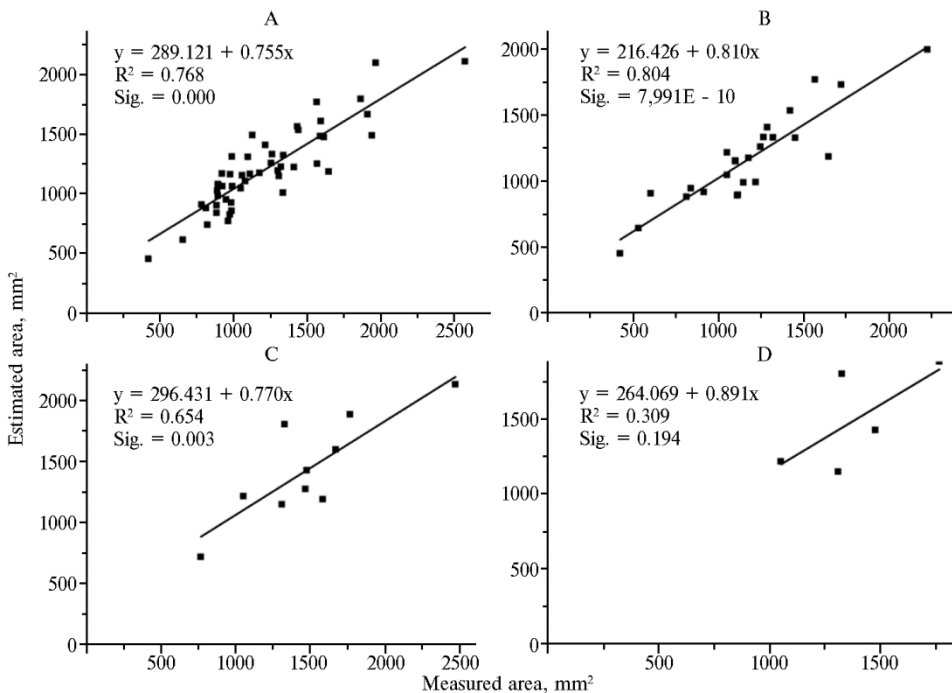 A
y = 289.121 + 0.755x
R² = 0.768
Sig. = 0.000
2000
1500
1000
500
0
500
1000
1500
2000
2500
B
y = 216.426 + 0.810x
R² = 0.804
Sig. = 7,991E - 10
2000
1500
1000
500
0
500
1000
1500
2000
C
y = 296.431 + 0.770x
R² = 0.654
Sig. = 0.003
2000
1500
1000
500
0
500
1000
1500
2000
2500
D
y = 264.069 + 0.891x
R² = 0.309
Sig. = 0.194
1500
1000
500
0
500
1000
1500
Estimated area, mm²
Measured area, mm²